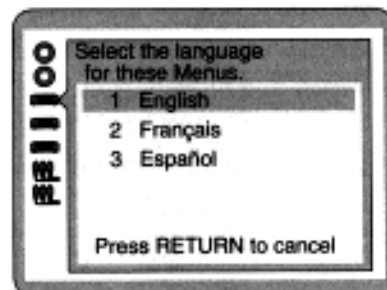 Select the language
for these Menus.
1 English
2 Français
3 Español
Press RETURN to cancel